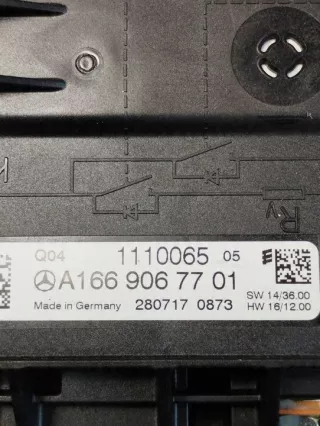 Rv
Q04 1110065 05 E
A166 906 77 01 SW 14/36.00
Made in Germany 280717 0873 HW 16/12.00